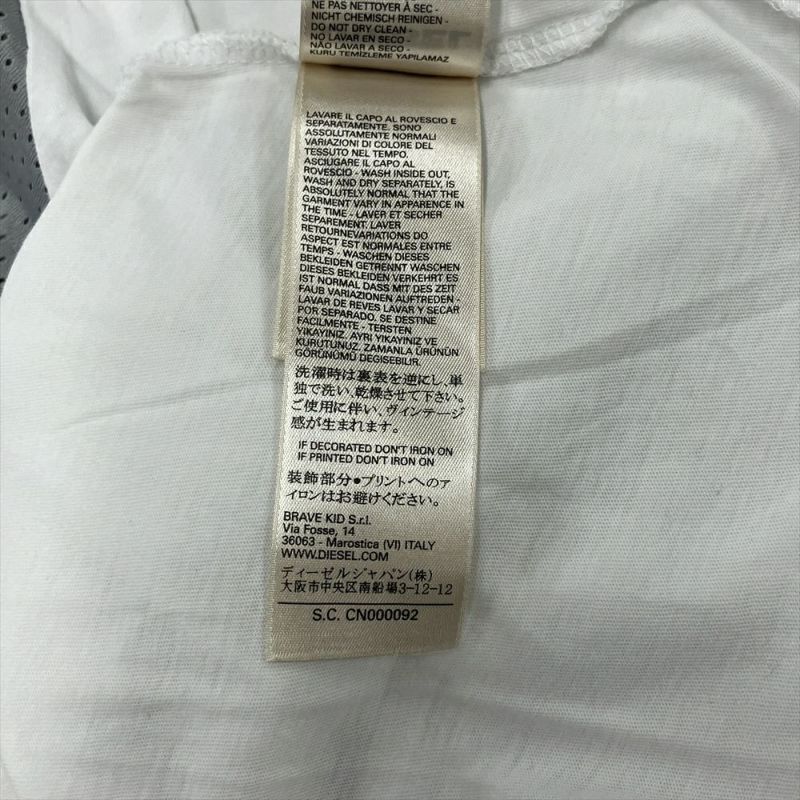 NE PAS NETTOYER À SEC -
NICHT CHEMISCH REINIGEN -
DO NOT DRY CLEAN -
NO LAVAR EN SECO -
NÃO LAVAR A SECO -
KURU TEMIZLEME YAPILAMAZ
LAVARE IL CAPO AL ROVESCIO E
SEPARATAMENTE. SONO
ASSOLUTAMENTE NORMALI
VARIAZIONI DI COLORE DEL
TESSUTO NEL TEMPO.
ASCIUGARE IL CAPO AL
ROVESCIO - WASH INSIDE OUT,
WASH AND DRY SEPARATELY, IS
ABSOLUTELY NORMAL THAT THE
GARMENT VARY IN APPARENCE IN
THE TIME - LAVER ET SECHER
SEPAREMENT. LAVER
RETOURNEVARIATIONS DO
ASPECT EST NORMALES ENTRE
TEMPS - WASCHEN DIESES
BEKLEIDEN GETRENNT WASCHEN
DIESES BEKLEIDEN VERKEHRT ES
IST NORMAL DASS MIT DES ZEIT
FAUB VARIAZIONEN AUFTREDEN -
LAVAR DE REVES LAVAR Y SECAR
POR SEPARADO. SE DESTINE
FACILMENTE - TERSTEN
YIKAYINIZ. AYRI YIKAYINIZ VE
KURUTUNUZ. ZAMANLA ÜRÜNÜN
GÖRÜNÜMÜ DEGISEBILIR.
洗濯時は裏表を逆にし、単
独で洗い、乾燥させて下さい。
ご使用に伴い、ヴィンテージ
感が生まれます。
IF DECORATED DON'T IRON ON
IF PRINTED DON'T IRON ON
装飾部分●プリントへのア
イロンはお避けください。
BRAVE KID S.r.l.
Via Fosse, 14
36063 - Marostica (VI) ITALY
WWW.DIESEL.COM
ディーゼルジャパン(株)
大阪市中央区南船場3-12-12
S.C. CN000092